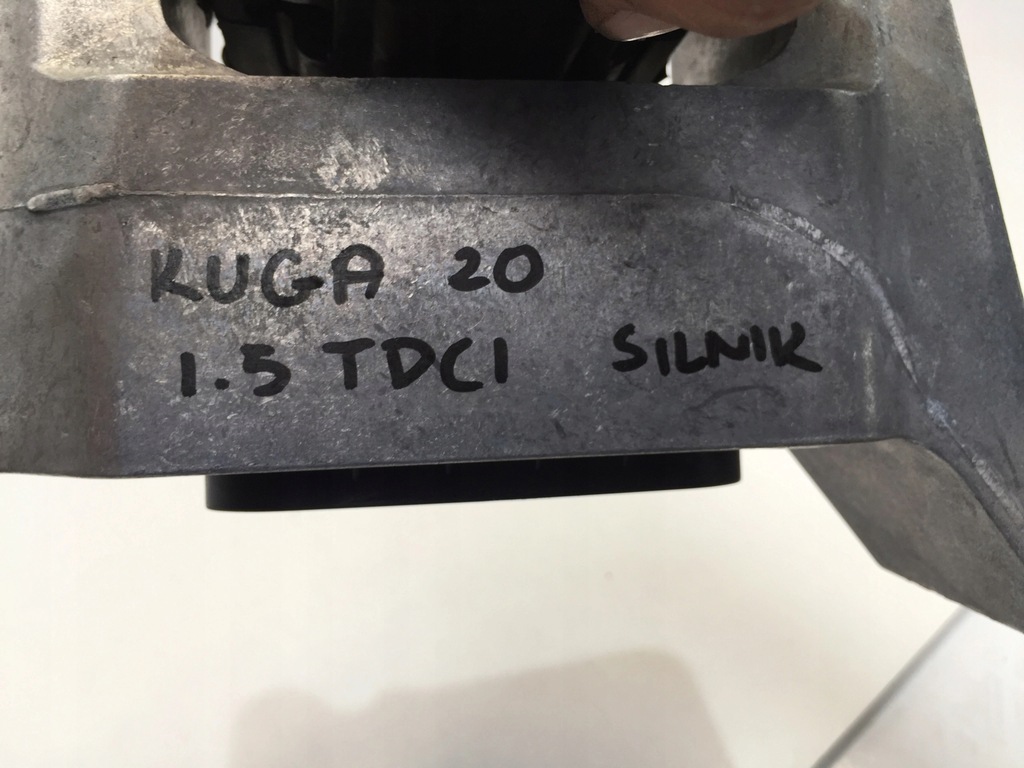 KUGA 20
1.5 TDCI SILNIK